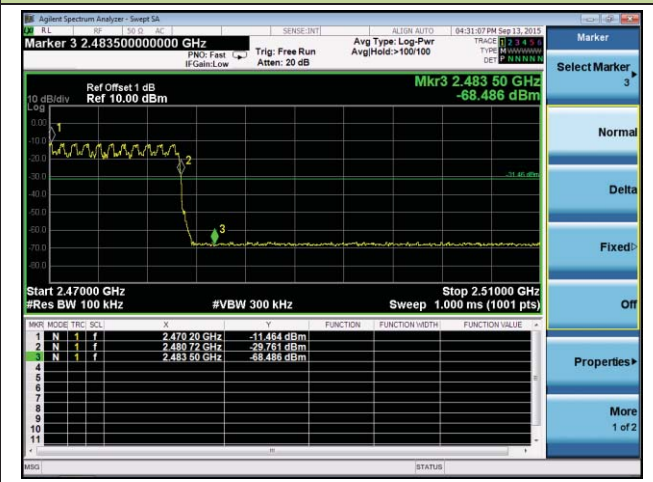 Agilent Spectrum Analyzer - Swept SA
RL RF 50 Ω AC SENSE:INT ALIGN AUTO 04:31:07 PM Sep 13, 2015
Marker 3 2.483500000000 GHz
PNO: Fast
IFGain:Low
Trig: Free Run
Atten: 20 dB
Avg Type: Log-Pwr
Avg|Hold:>100/100
TRACE 1 2 3 4 5 6
TYPE MWWWWW
DET P NNNNN
Mkr3 2.483 50 GHz
-68.486 dBm
Ref Offset 1 dB
10 dB/div Ref 10.00 dBm
Log
0.00
-10.0
-20.0
-30.0
-40.0
-50.0
-60.0
-70.0
-80.0
1
2
3
-31.46 dBm
Start 2.47000 GHz Stop 2.51000 GHz
#Res BW 100 kHz #VBW 300 kHz Sweep 1.000 ms (1001 pts)
MKR MODE TRC SCL X Y FUNCTION FUNCTION WIDTH FUNCTION VALUE
1 N 1 f 2.470 20 GHz -11.464 dBm
2 N 1 f 2.480 72 GHz -29.761 dBm
3 N 1 f 2.483 50 GHz -68.486 dBm
4
5
6
7
8
9
10
11
MSG STATUS
Marker
Select Marker
3
Normal
Delta
Fixed
Off
Properties
More
1 of 2